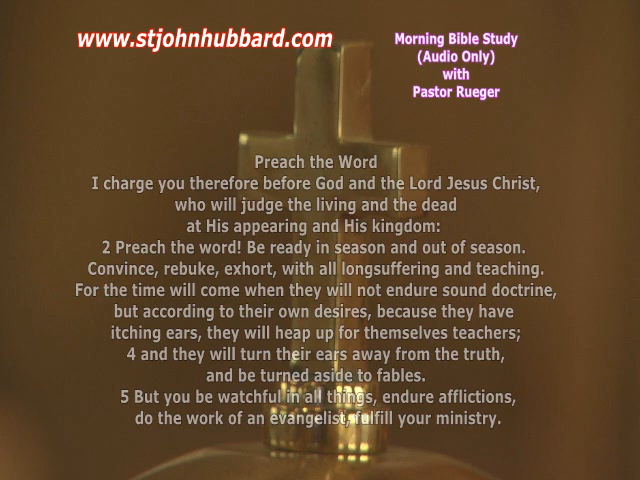 www.stjohnhubbard.com
Morning Bible Study
(Audio Only)
with
Pastor Rueger
Preach the Word
I charge you therefore before God and the Lord Jesus Christ,
who will judge the living and the dead
at His appearing and His kingdom:
2 Preach the word! Be ready in season and out of season.
Convince, rebuke, exhort, with all longsuffering and teaching.
For the time will come when they will not endure sound doctrine,
but according to their own desires, because they have
itching ears, they will heap up for themselves teachers;
4 and they will turn their ears away from the truth,
and be turned aside to fables.
5 But you be watchful in all things, endure afflictions,
do the work of an evangelist, fulfill your ministry.